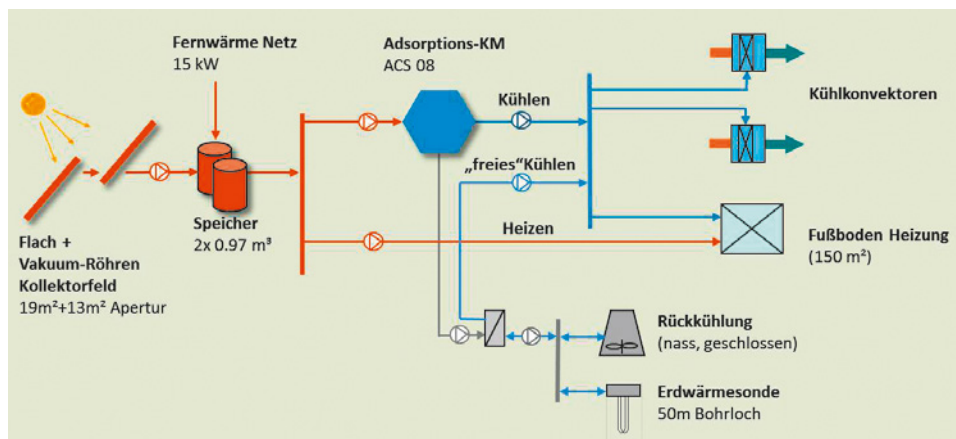 Fernwärme Netz
15 kW
Adsorptions-KM
ACS 08
Kühlen
Kühlkonvektoren
„freies“Kühlen
Speicher
2x 0.97 m³
Heizen
Flach +
Vakuum-Röhren
Kollektorfeld
19m²+13m² Apertur
Fußboden Heizung
(150 m²)
Rückkühlung
(nass, geschlossen)
Erdwärmesonde
50m Bohrloch